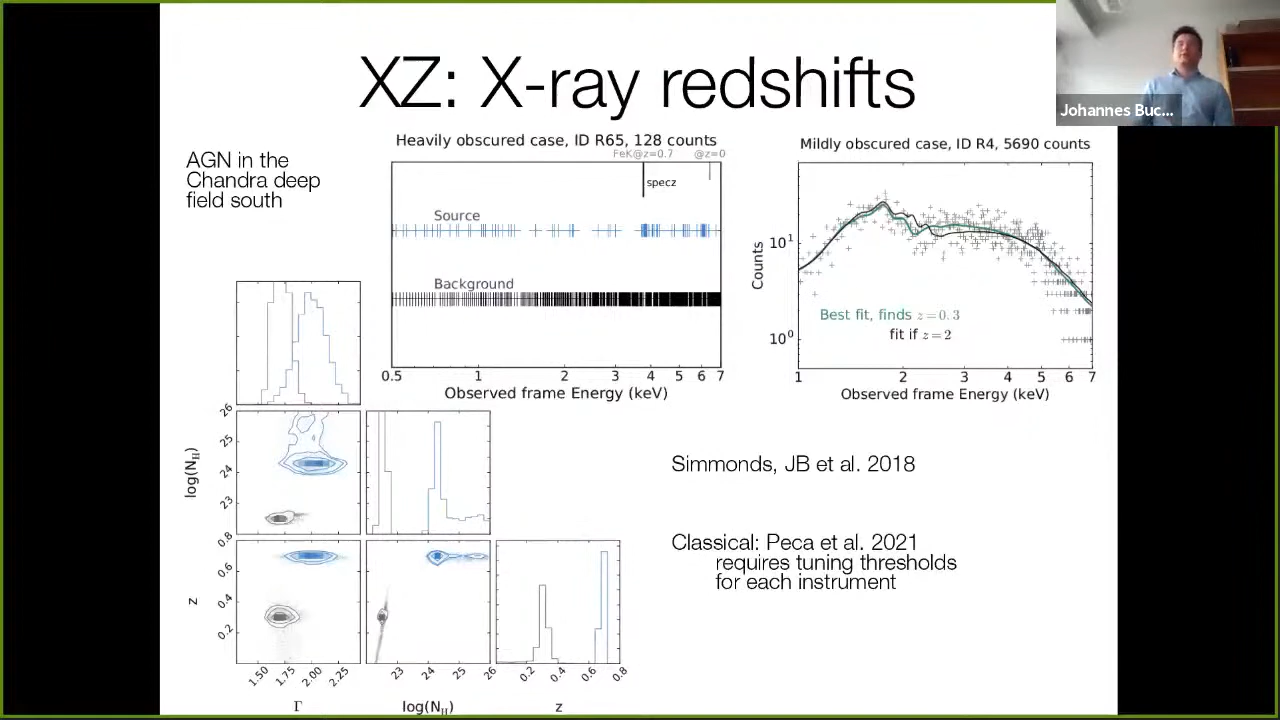 XZ: X-ray redshifts
Johannes Buc...
AGN in the
Chandra deep
field south
Heavily obscured case, ID R65, 128 counts
FeK@z=0.7 @z=0
specz
Source
Background
0.5 1 2 3 4 5 6 7
Observed frame Energy (keV)
Mildly obscured case, ID R4, 5690 counts
Counts
10¹
10⁰
Best fit, finds z = 0.3
fit if z = 2
1 2 3 4 5 6 7
Observed frame Energy (keV)
Simmonds, JB et al. 2018
Classical: Peca et al. 2021
requires tuning thresholds
for each instrument
log(N_H)
26
25
24
23
z
0.8
0.6
0.4
0.2
1.50 1.75 2.00 2.25
Γ
23 24 25 26
log(N_H)
0.2 0.4 0.6 0.8
z